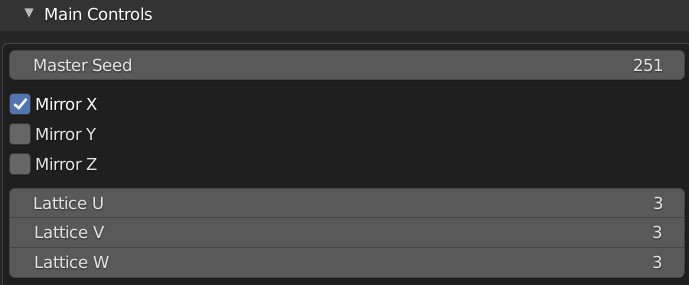 Main Controls
Master Seed 251
Mirror X
Mirror Y
Mirror Z
Lattice U 3
Lattice V 3
Lattice W 3